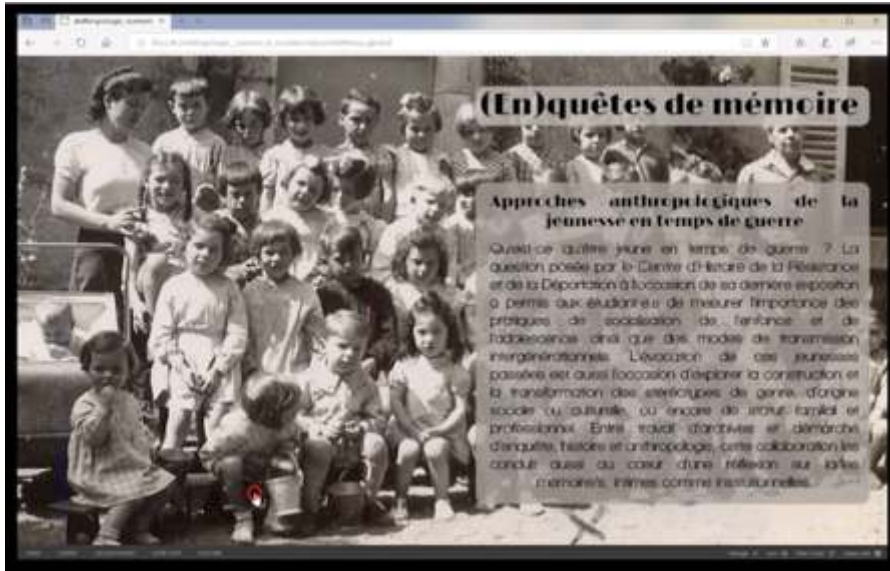 (En)quêtes de mémoire
Approches anthropologiques de la
jeunesse en temps de guerre
Qu'est-ce qu'être jeune en temps de guerre ? La
question posée par le Centre d'Histoire de la Résistance
et de la Déportation à l'occasion de sa dernière exposition
a permis aux étudiant·e·s de mesurer l'importance des
pratiques de socialisation de l'enfance et de
l'adolescence ainsi que des modes de transmission
intergénérationnels. L'évocation de ces jeunesses
passées est aussi l'occasion d'explorer la construction et
la transformation des stéréotypes de genre, d'origine
sociale ou culturelle, ou encore de statut familial et
professionnel. Entre travail d'archives et démarche
d'enquête, histoire et anthropologie, cette collaboration les
conduit aussi au cœur d'une réflexion sur la/les
mémoire/s, intimes comme institutionnelles.